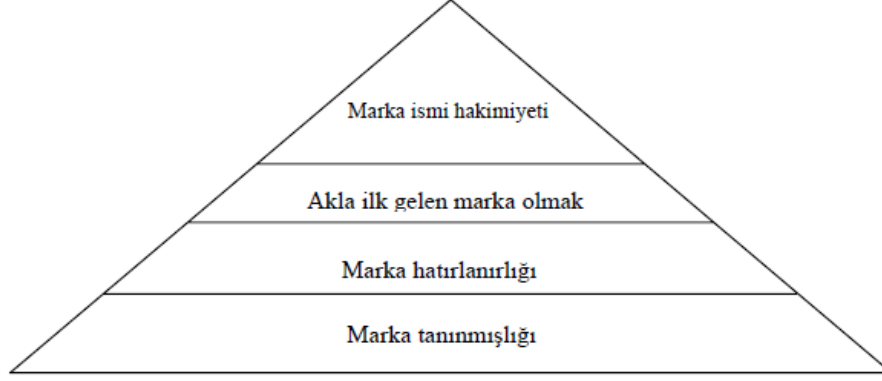 Marka ismi hakimiyeti
Akla ilk gelen marka olmak
Marka hatırlanırlığı
Marka tanınmışlığı